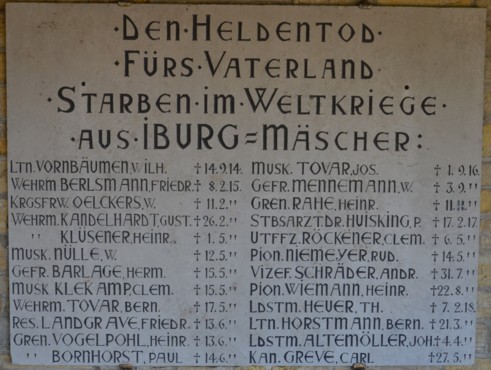 ·DEN·HELDENTOD·
·FÜRS·VATERLAND
·STARBEN·IM·WELTKRIEGE·
·AUS·IBURG=MÄSCHER:
LTN. VORNBÄUMEN, WILH. †14.9.14.
WEHRM BERLSMANN, FRIEDR. † 8.2.15.
KRGSFRW. OELCKERS, W. †11.2.''
WEHRM. KANDELHARDT, GUST. †26.2.''
'' KLÜSENER, HEINR. † 1.5.''
MUSK. NÜLLE, W. †12.5.''
GEFR. BARLAGE, HERM. †15.5.''
MUSK KLEKAMP, CLEM. †15.5.''
WEHRM. TOVAR, BERN. †17.5.''
RES. LANDGRAVE, FRIEDR. †13.6.''
GREN. VOGELPOHL, HEINR. †13.6.''
'' BORNHORST, PAUL †14.6.''
MUSK. TOVAR, JOS. † 1.9.16.
GEFR. MENNEMANN, W. † 3.9.''
GREN. RAHE, HEINR. †11.11.''
STBSARZT.DR. HUISKING, P. †17.2.17.
UTFFZ. RÖCKENER, CLEM. † 6.5.''
PION. NIEMEYER, RUD. †14.5.''
VIZEF. SCHRÄDER, ANDR. †31.7.''
PION. WIEMANN, HEINR. †22.8.''
LDSTM. HEUER, TH. † 7.2.18.
LTN. HORSTMANN, BERN. †21.3.''
LDSTM. ALTEMÖLLER, JOH. †4.4.''
KAN. GREVE, CARL †27.5.''